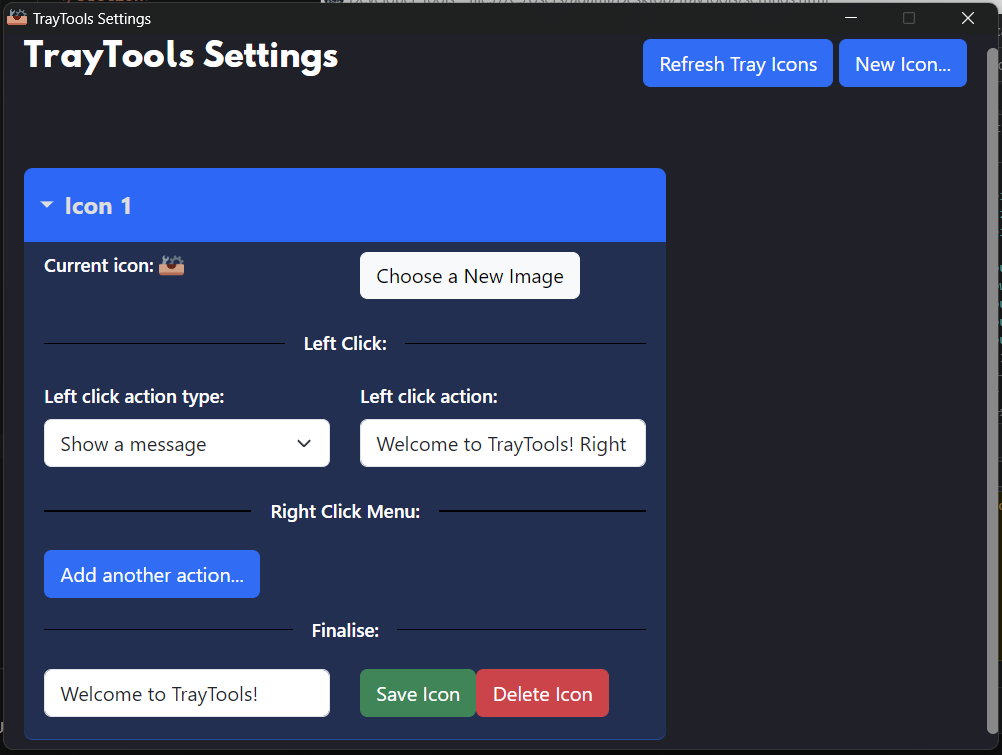 TrayTools Settings
TrayTools Settings
Refresh Tray Icons
New Icon...
Icon 1
Current icon:
Choose a New Image
Left Click:
Left click action type:
Left click action:
Show a message
Welcome to TrayTools! Right
Right Click Menu:
Add another action...
Finalise:
Welcome to TrayTools!
Save Icon
Delete Icon